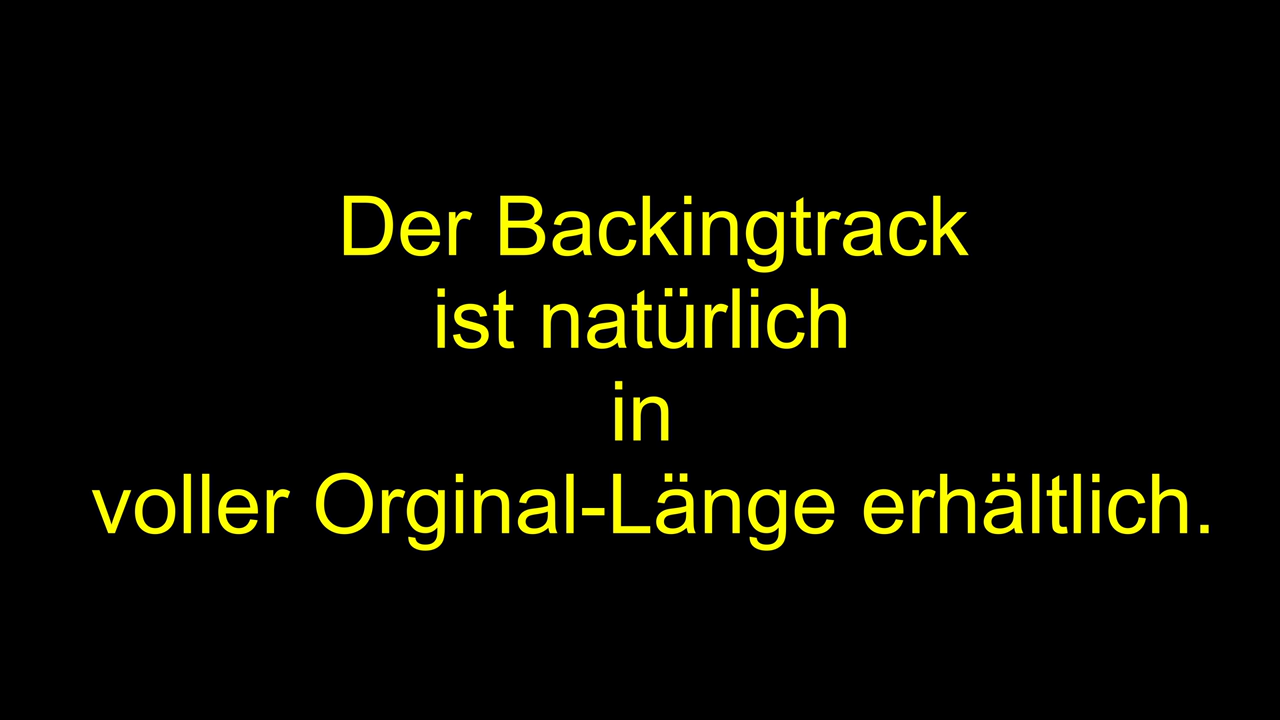 Der Backingtrack
ist natürlich
in
voller Orginal-Länge erhältlich.